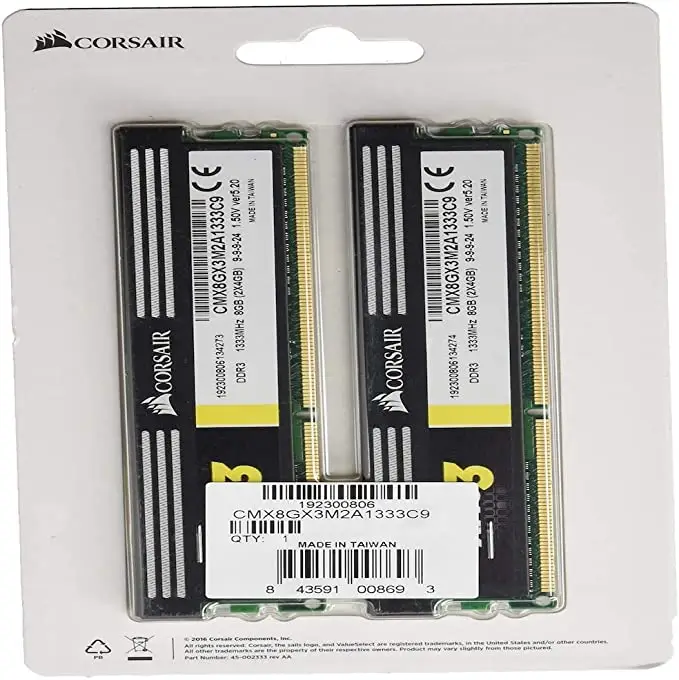 CORSAIR
CORSAIR
192300806134273
DDR3 1333MHz 8GB (2X4GB) 9-9-9-24 1.50V ver5.20
CMX8GX3M2A1333C9
MADE IN TAIWAN
CE
3
CORSAIR
192300806134274
DDR3 1333MHz 8GB (2X4GB) 9-9-9-24 1.50V ver5.20
CMX8GX3M2A1333C9
MADE IN TAIWAN
CE
3
192300806
CMX8GX3M2A1333C9
QTY: 1
MADE IN TAIWAN
8 43591 00869 3
PB
© 2016 Corsair Components, Inc.
All rights reserved. Corsair, the sails logo, and ValueSelect are registered trademarks, in the United States and/or other countries.
All other trademarks are the property of their respective owners. Product may vary slightly from those pictured.
Part Number: 45-002333 rev AA